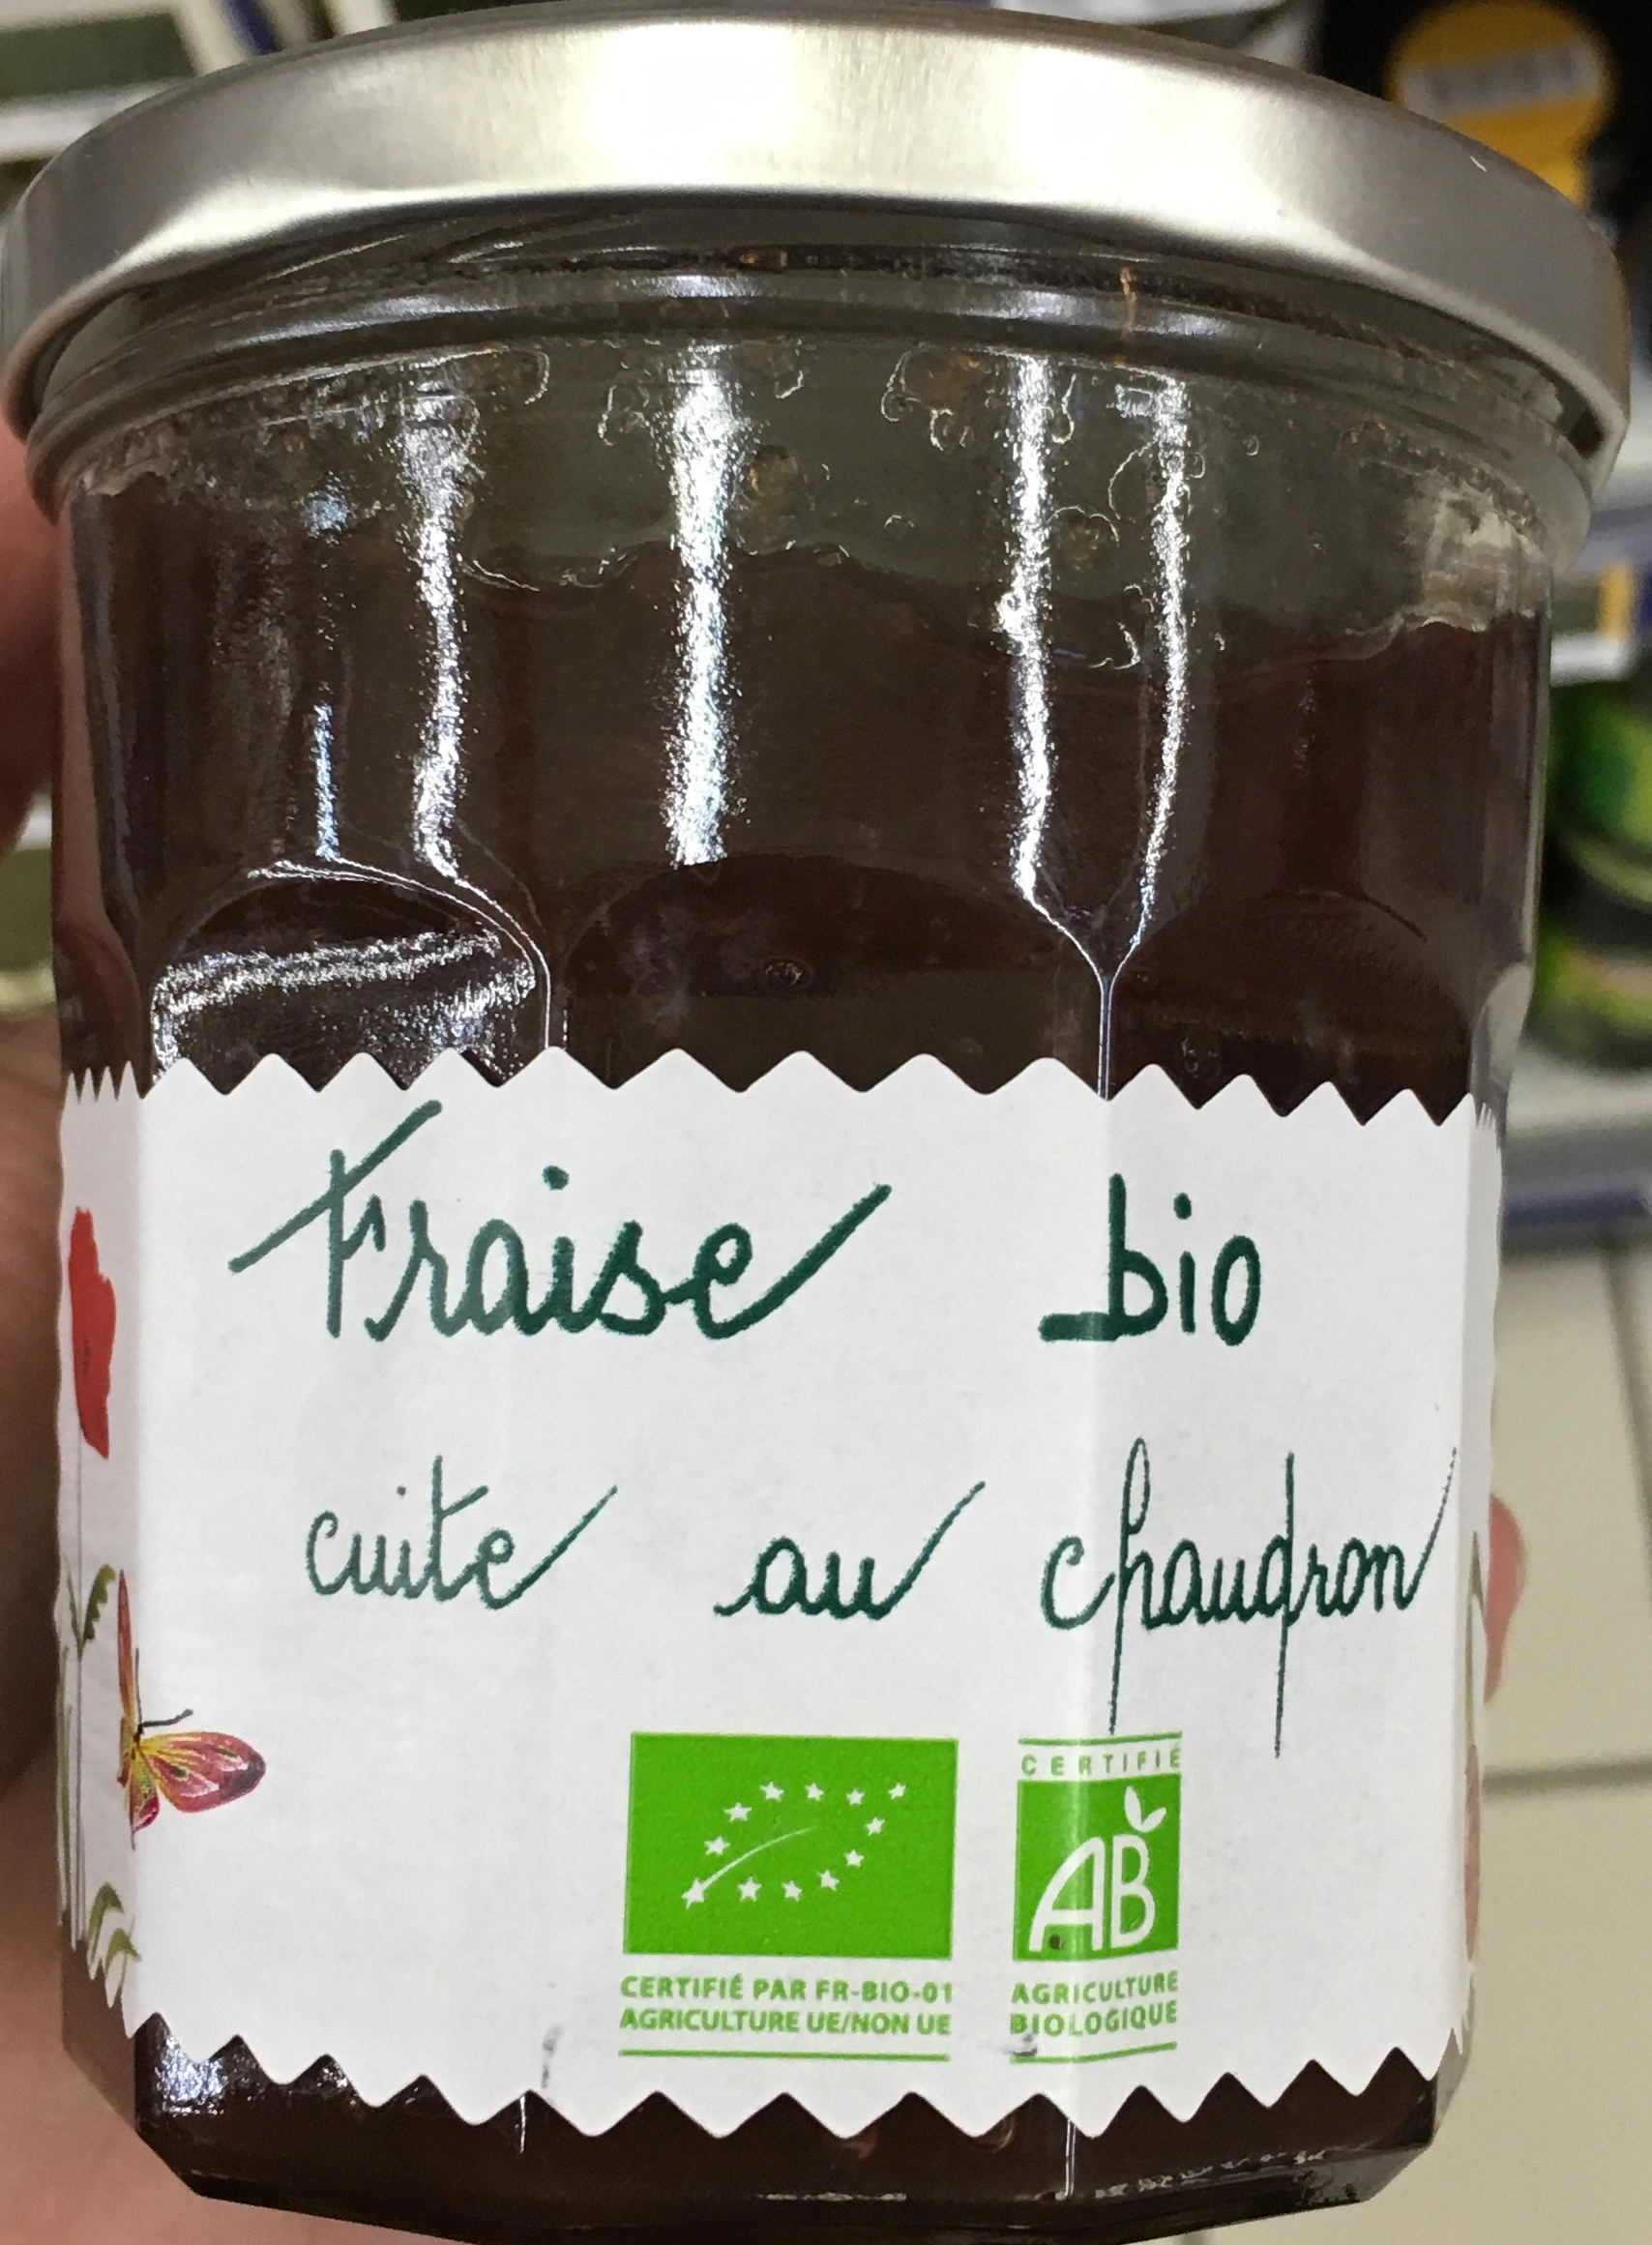 Fraise bio
cuite au chaudron
CERTIFIÉ
AB
CERTIFIÉ PAR FR-BIO-01
AGRICULTURE UE/NON UE
AGRICULTURE
BIOLOGIQUE